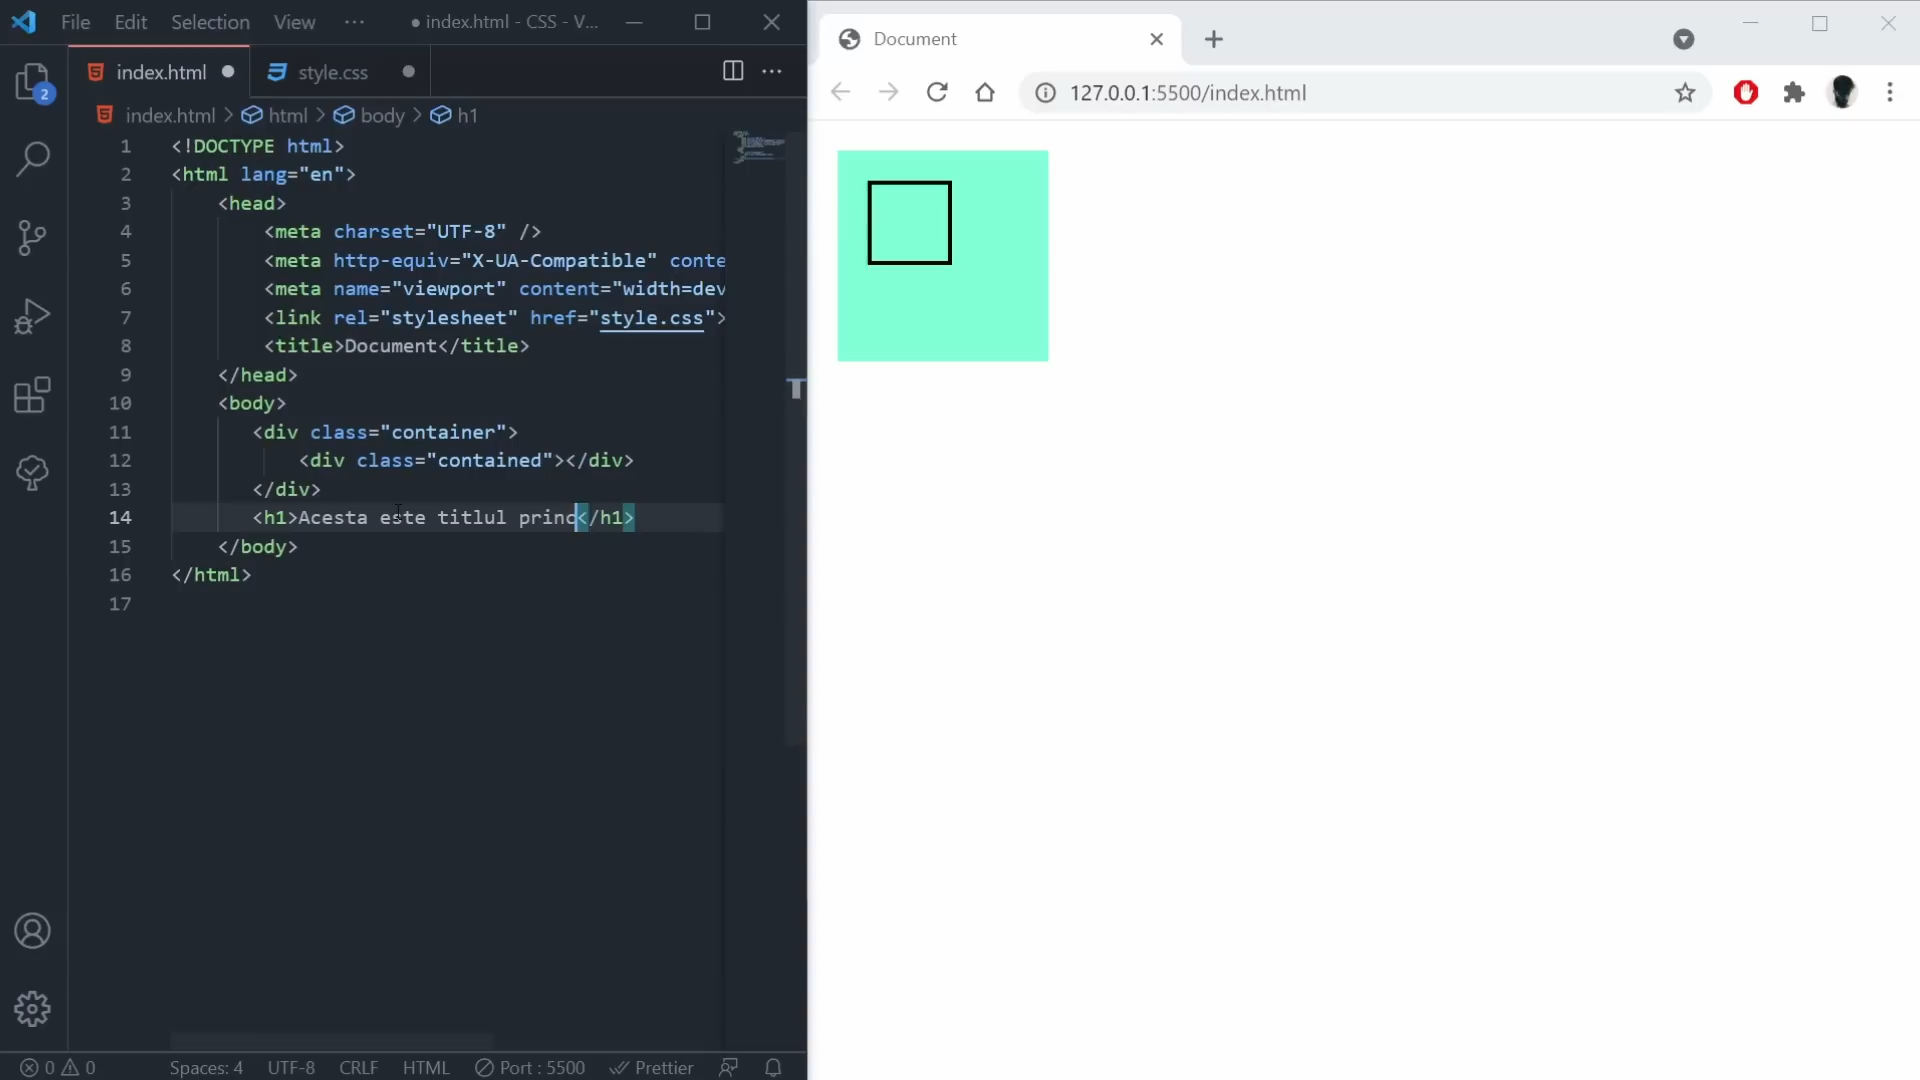 File Edit Selection View ··· ● index.html - CSS - V...
index.html ● style.css ●
index.html > html > body > h1
1 <!DOCTYPE html>
2 <html lang="en">
3 <head>
4 <meta charset="UTF-8" />
5 <meta http-equiv="X-UA-Compatible" conte
6 <meta name="viewport" content="width=dev
7 <link rel="stylesheet" href="style.css">
8 <title>Document</title>
9 </head>
10 <body>
11 <div class="container">
12 <div class="contained"></div>
13 </div>
14 <h1>Acesta este titlul princ</h1>
15 </body>
16 </html>
17
2
0 0 Spaces: 4 UTF-8 CRLF HTML Port : 5500 Prettier
Document
127.0.0.1:5500/index.html